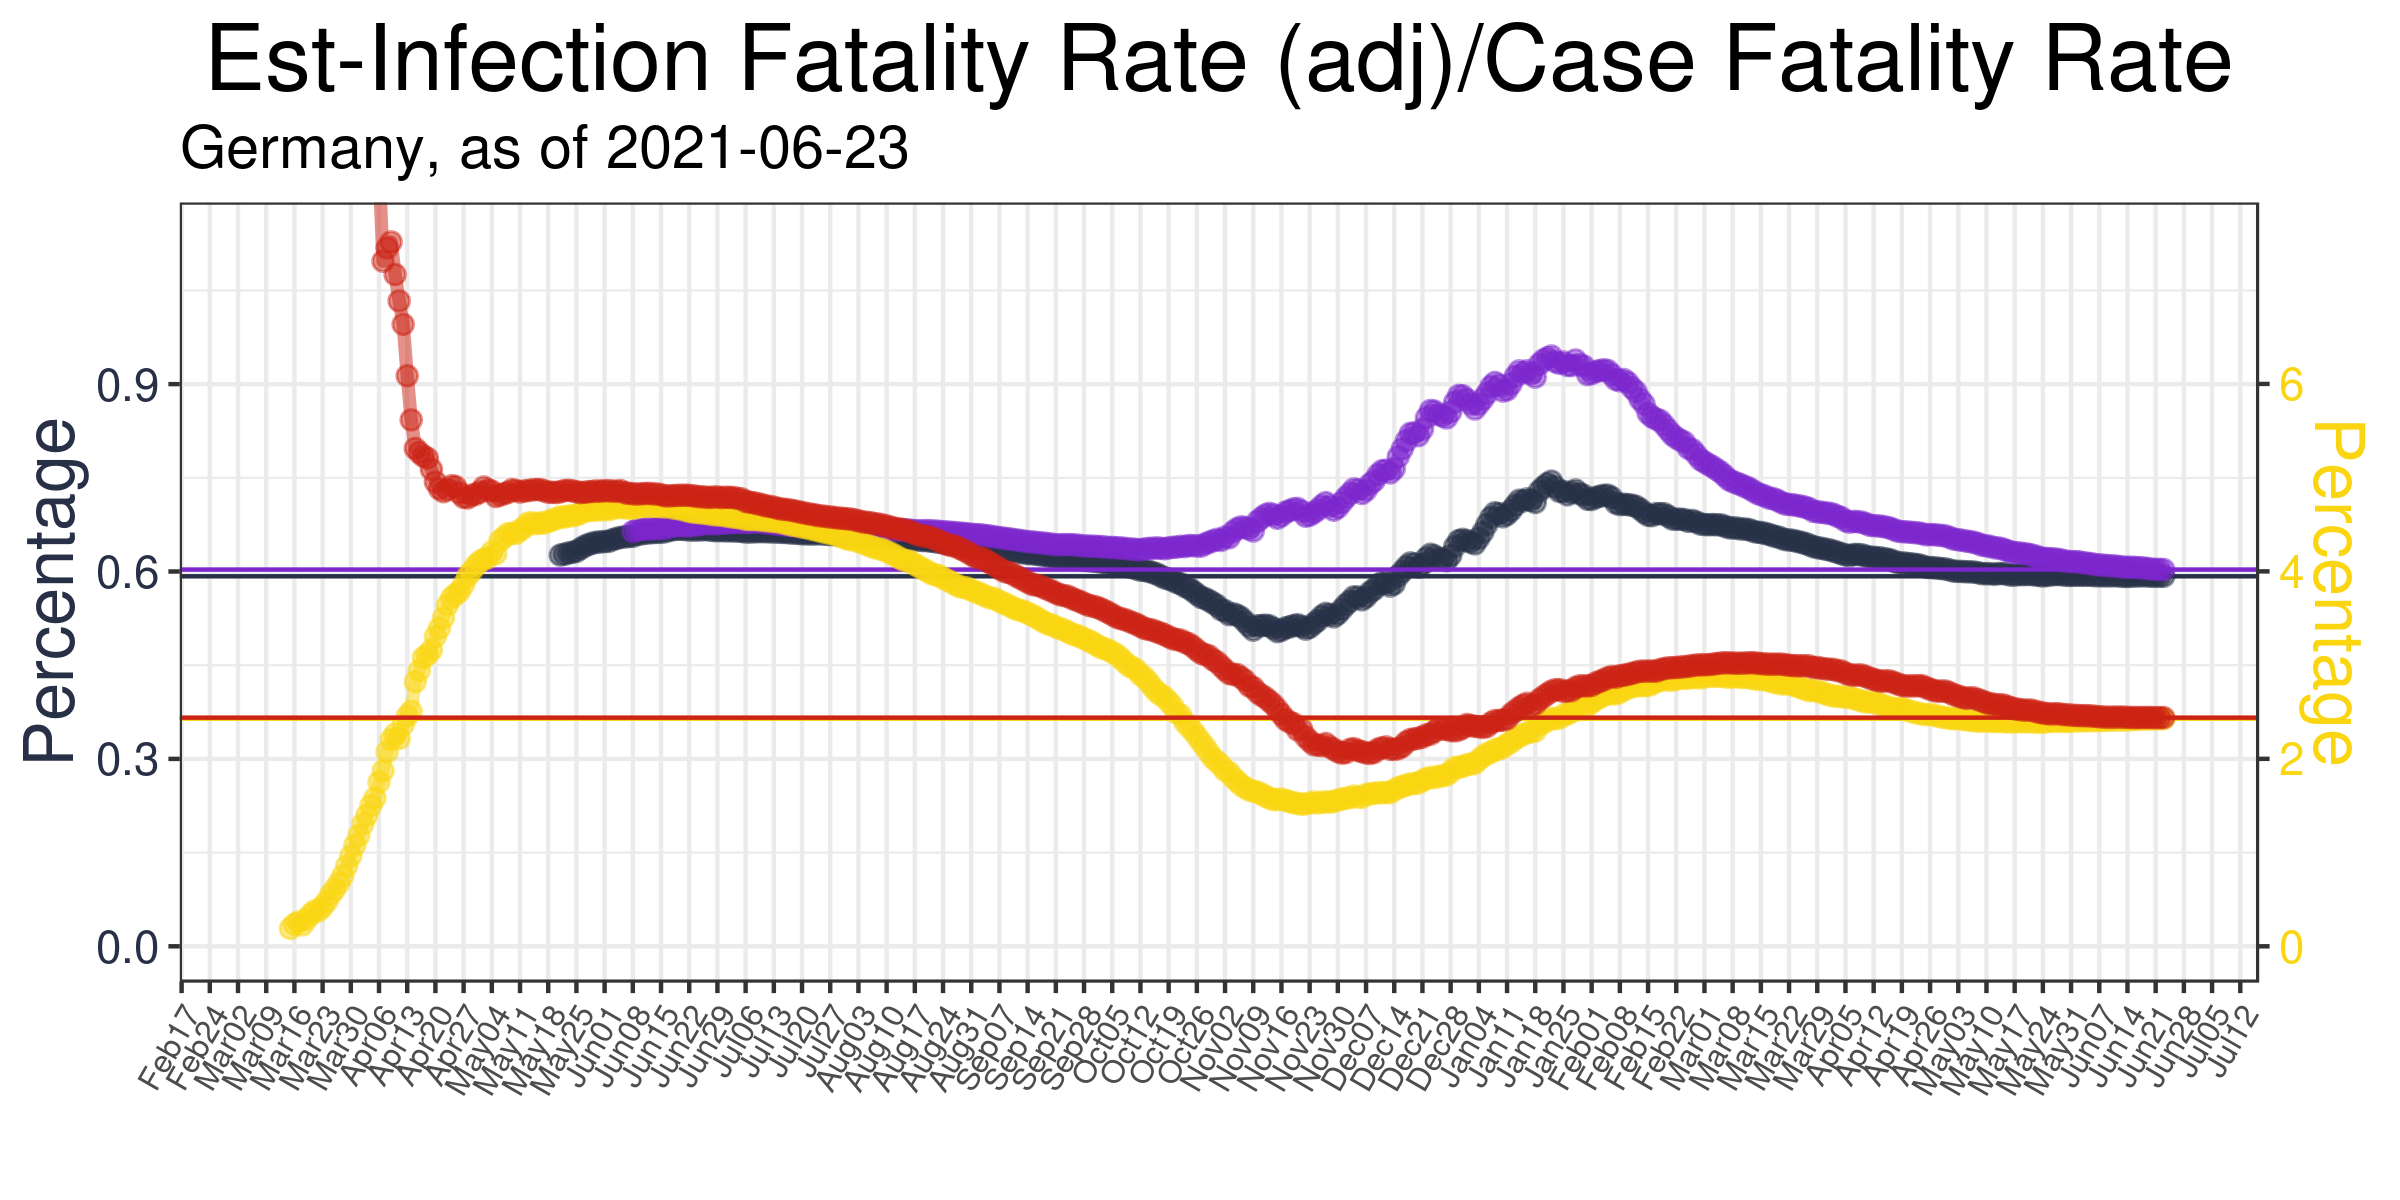 Est-Infection Fatality Rate (adj)/Case Fatality Rate
Germany, as of 2021-06-23
Percentage
0.9
0.6
0.3
0.0
6
4
2
0
Percentage
Feb17
Feb24
Mar02
Mar09
Mar16
Mar23
Mar30
Apr06
Apr13
Apr20
Apr27
May04
May11
May18
May25
Jun01
Jun08
Jun15
Jun22
Jun29
Jul06
Jul13
Jul20
Jul27
Aug03
Aug10
Aug17
Aug24
Aug31
Sep07
Sep14
Sep21
Sep28
Oct05
Oct12
Oct19
Oct26
Nov02
Nov09
Nov16
Nov23
Nov30
Dec07
Dec14
Dec21
Dec28
Jan04
Jan11
Jan18
Jan25
Feb01
Feb08
Feb15
Feb22
Mar01
Mar08
Mar15
Mar22
Mar29
Apr05
Apr12
Apr19
Apr26
May03
May10
May17
May24
May31
Jun07
Jun14
Jun21
Jun28
Jul05
Jul12